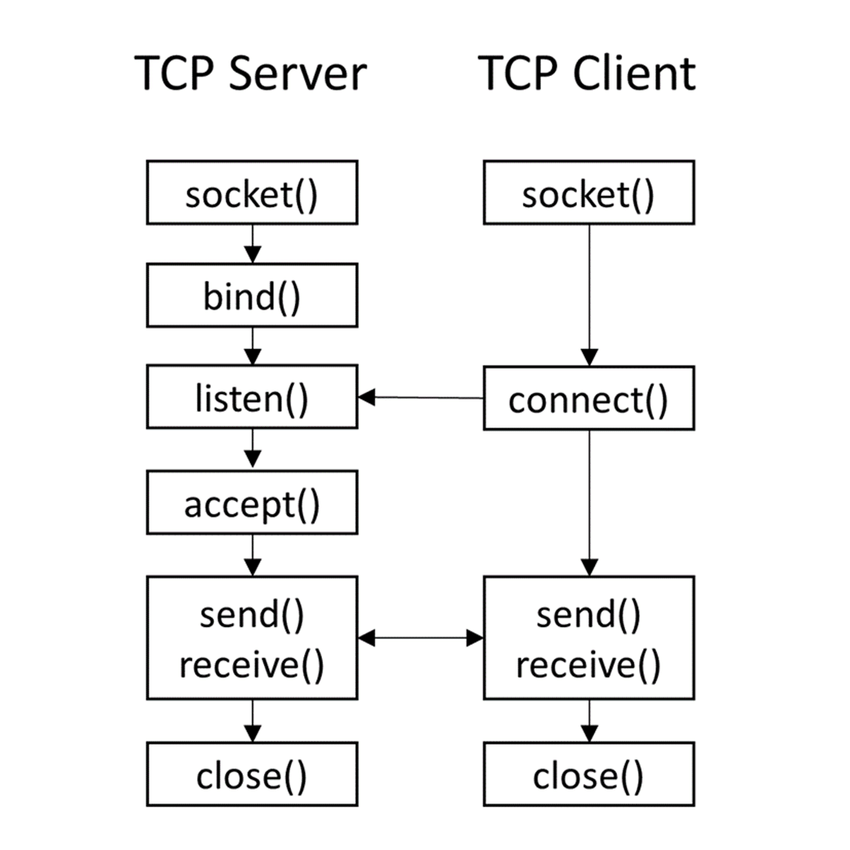 TCP Server
TCP Client
socket()
bind()
listen()
accept()
send()
receive()
close()
socket()
connect()
send()
receive()
close()